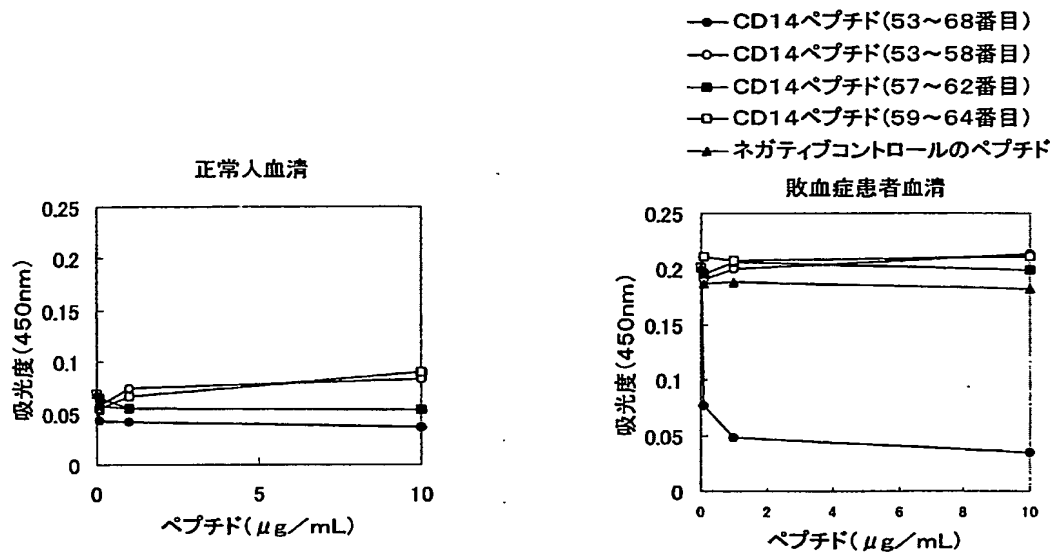 CD14ペプチド(53～68番目)
CD14ペプチド(53～58番目)
CD14ペプチド(57～62番目)
CD14ペプチド(59～64番目)
ネガティブコントロールのペプチド
正常人血清
0.25
0.2
0.15
0.1
0.05
0
吸光度(450nm)
0 5 10
ペプチド(μg／mL)
敗血症患者血清
0.25
0.2
0.15
0.1
0.05
0
吸光度(450nm)
0 2 4 6 8 10
ペプチド(μg／mL)